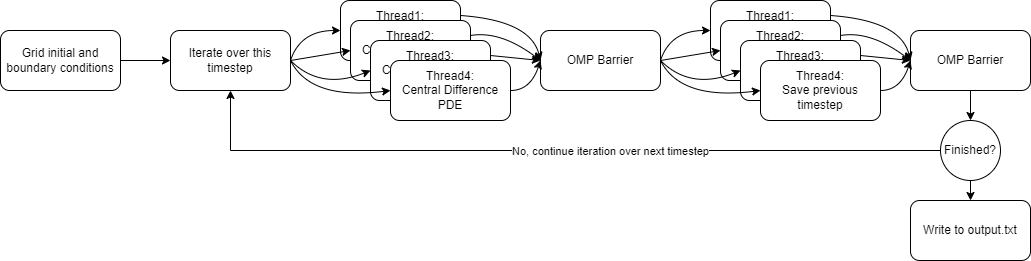 Grid initial and
boundary conditions
Iterate over this
timestep
Thread1:
Thread2:
C
Thread3:
C
Thread4:
Central Difference
PDE
OMP Barrier
Thread1:
Thread2:
Thread3:
Thread4:
Save previous
timestep
OMP Barrier
Finished?
No, continue iteration over next timestep
Write to output.txt